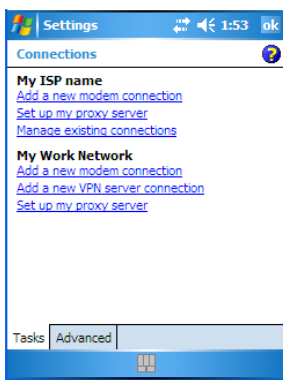 Settings 1:53 ok
Connections ?
My ISP name
Add a new modem connection
Set up my proxy server
Manage existing connections
My Work Network
Add a new modem connection
Add a new VPN server connection
Set up my proxy server
Tasks Advanced